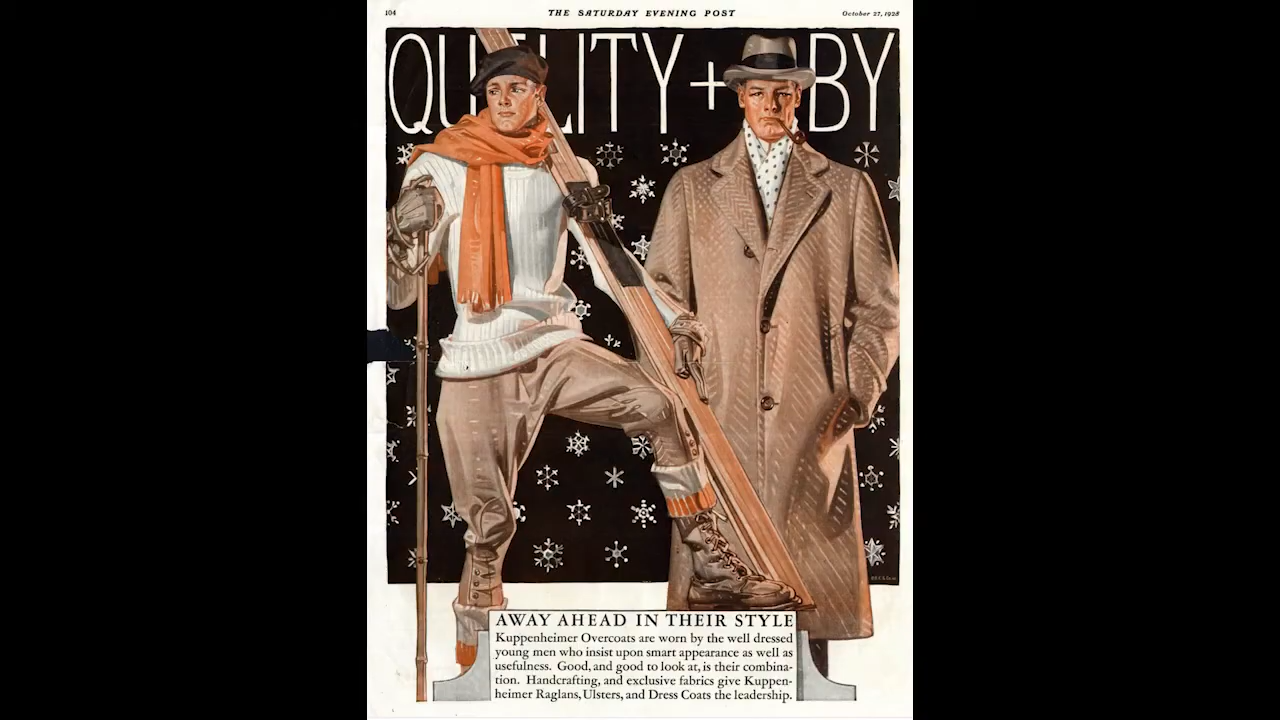 104
THE SATURDAY EVENING POST
October 27, 1928
QU LITY + BY
AWAY AHEAD IN THEIR STYLE
Kuppenheimer Overcoats are worn by the well dressed
young men who insist upon smart appearance as well as
usefulness. Good, and good to look at, is their combina-
tion. Handcrafting, and exclusive fabrics give Kuppen-
heimer Raglans, Ulsters, and Dress Coats the leadership.